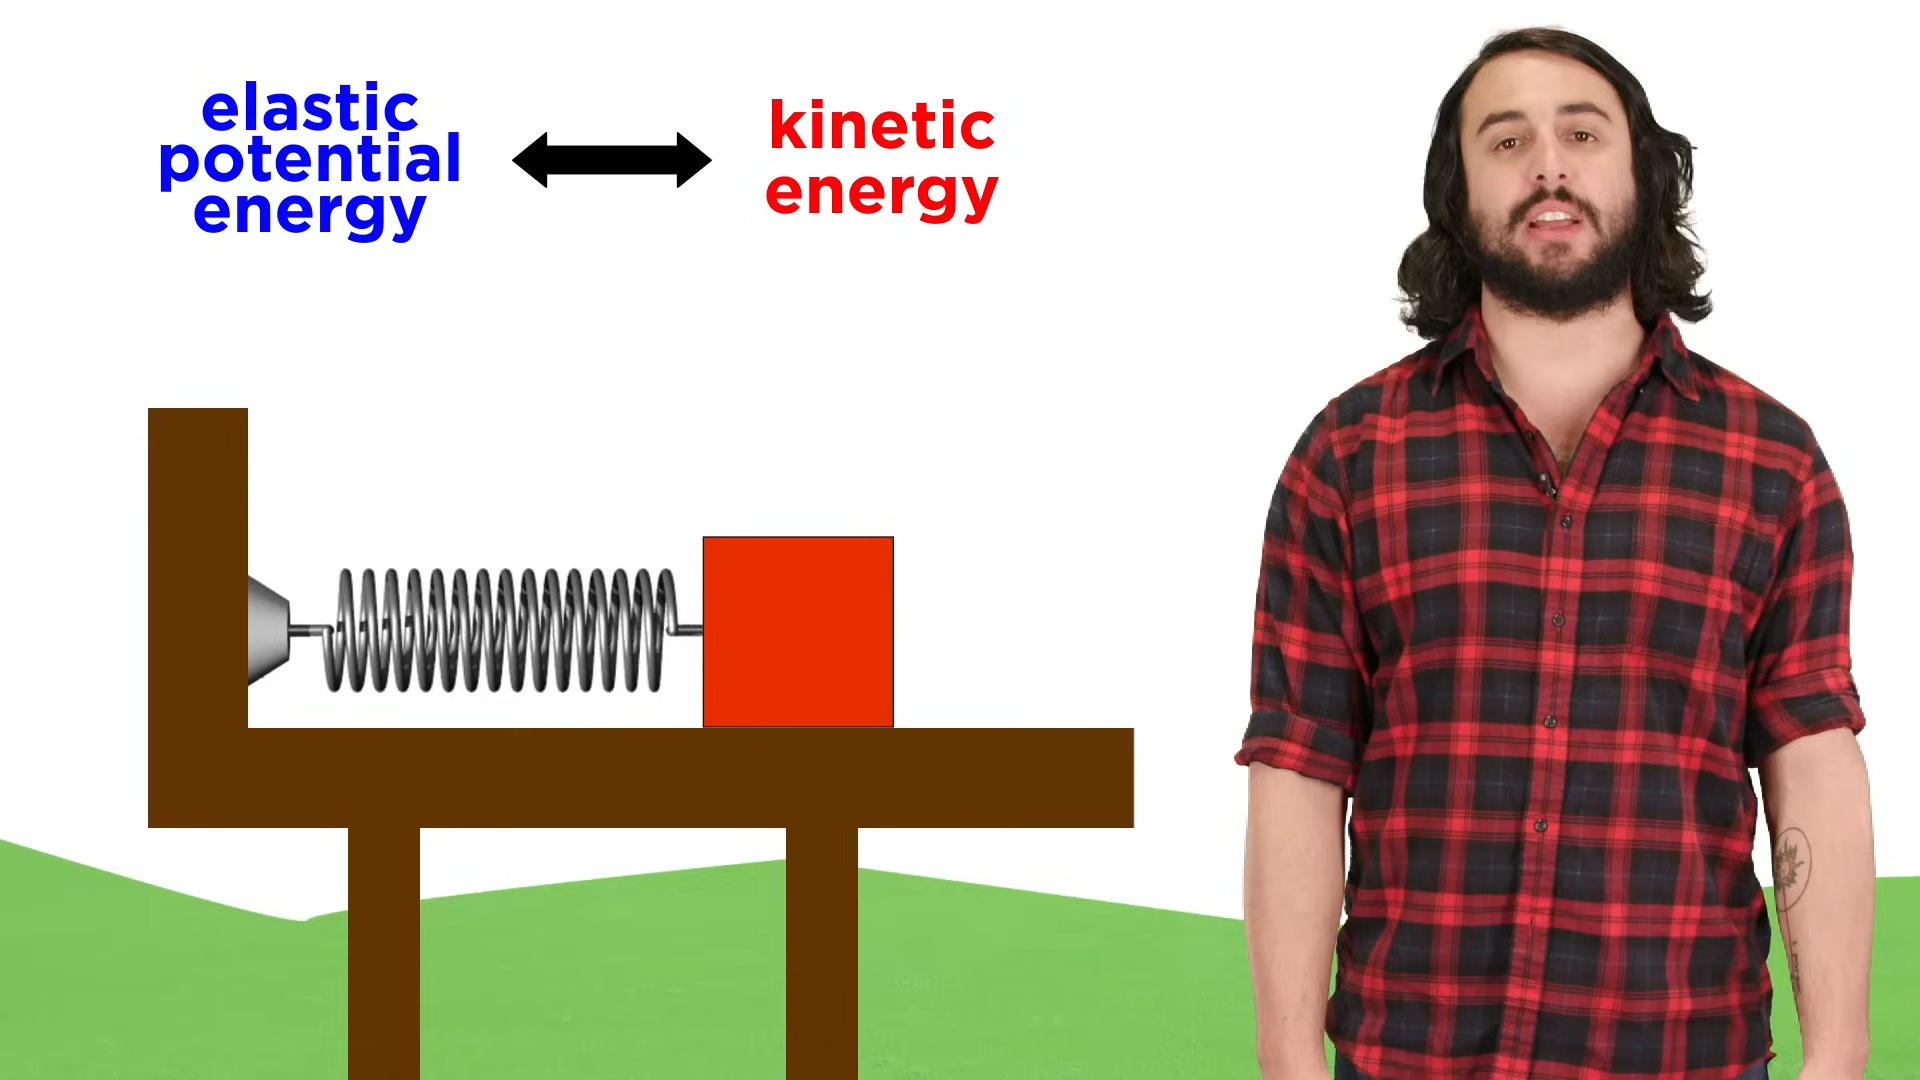 elastic
potential
energy
kinetic
energy